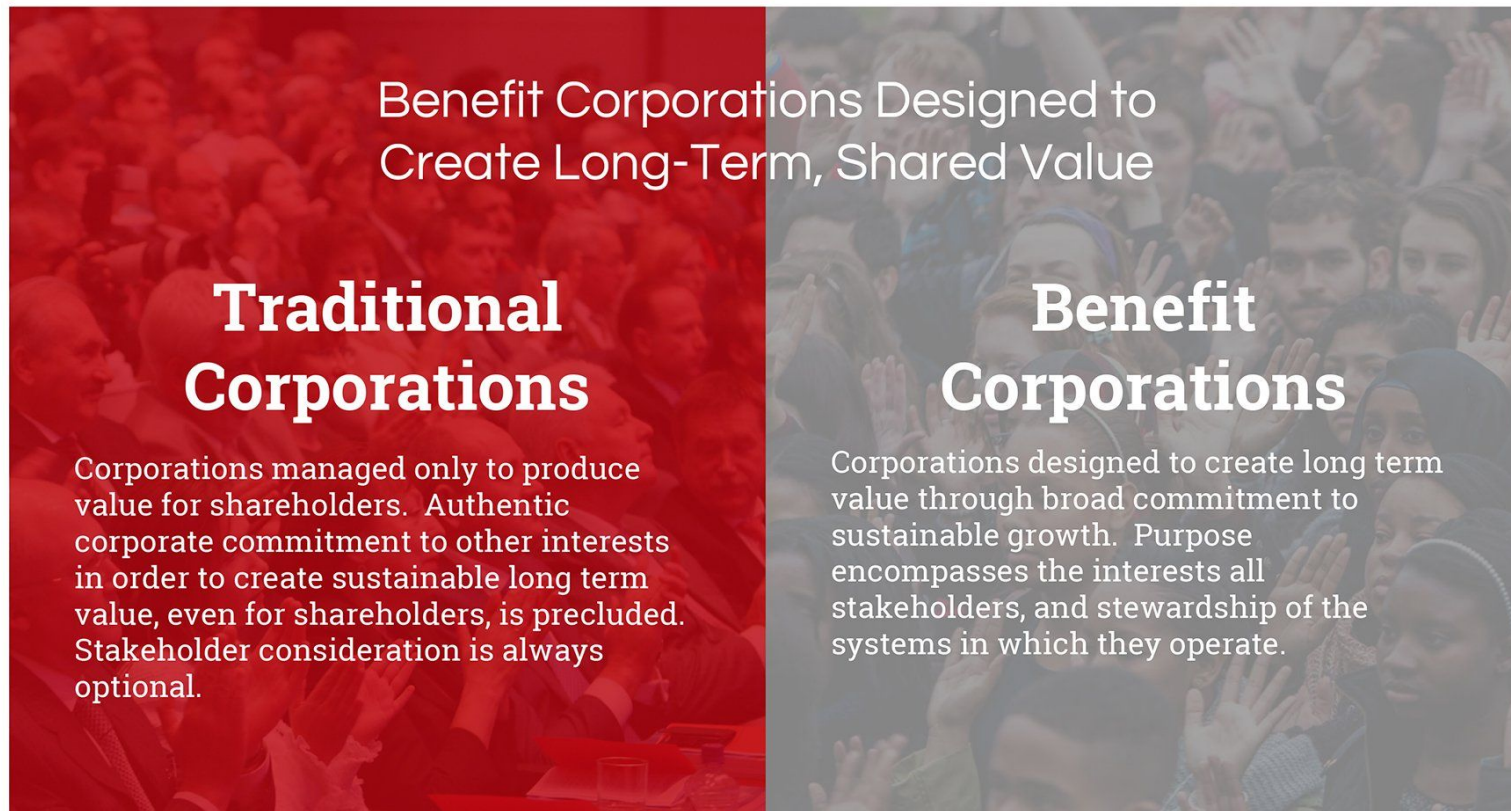 Benefit Corporations Designed to
Create Long-Term, Shared Value
Traditional
Corporations
Corporations managed only to produce
value for shareholders.  Authentic
corporate commitment to other interests
in order to create sustainable long term
value, even for shareholders, is precluded.
Stakeholder consideration is always
optional.
Benefit
Corporations
Corporations designed to create long term
value through broad commitment to
sustainable growth.  Purpose
encompasses the interests all
stakeholders, and stewardship of the
systems in which they operate.